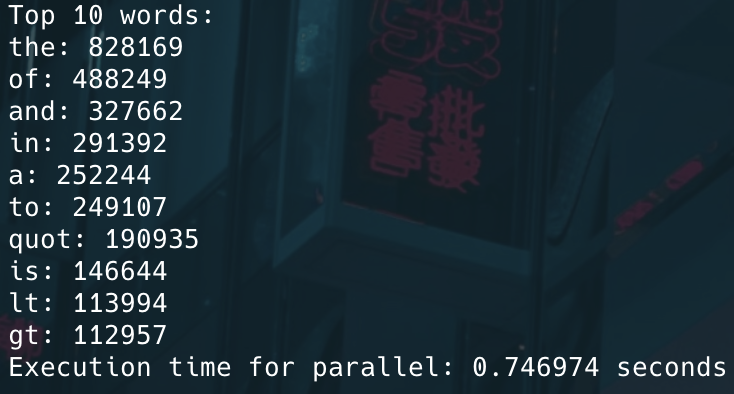 Top 10 words:
the: 828169
of: 488249
and: 327662
in: 291392
a: 252244
to: 249107
quot: 190935
is: 146644
lt: 113994
gt: 112957
Execution time for parallel: 0.746974 seconds